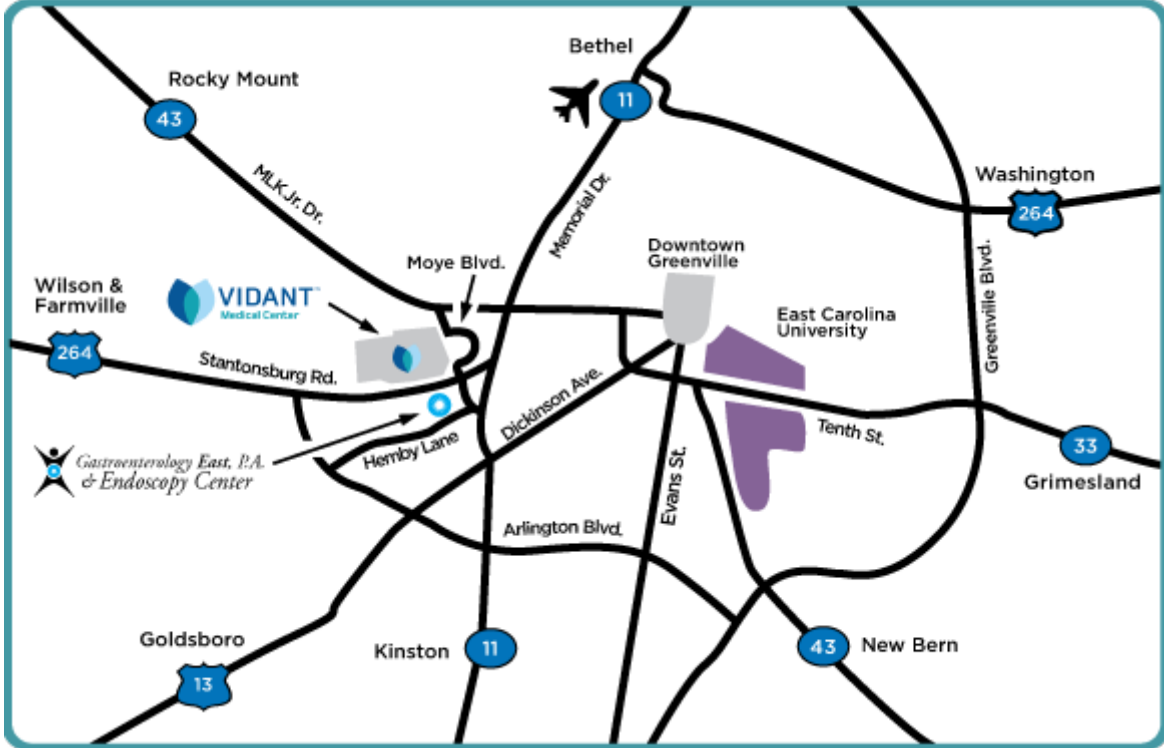 Bethel
11
Rocky Mount
43
MLK Jr. Dr.
Memorial Dr.
Washington
264
Moye Blvd.
Downtown
Greenville
Greenville Blvd.
Wilson &
Farmville
264
VIDANT™
Medical Center
East Carolina
University
Stantonsburg Rd.
Dickinson Ave.
Tenth St.
33
Grimesland
Hemby Lane
Gastroenterology East, P.A.
& Endoscopy Center
Evans St.
Arlington Blvd.
Goldsboro
13
Kinston
11
43
New Bern